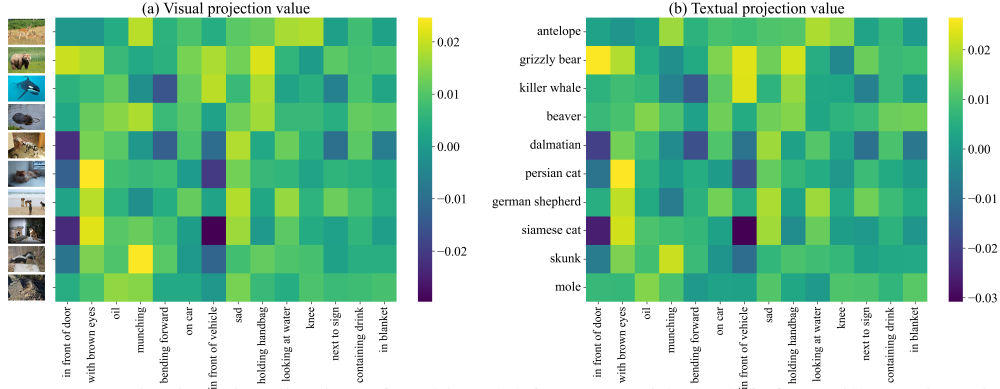 (a) Visual projection value
0.02
0.01
0.00
−0.01
−0.02
in front of door
with brown eyes
oil
munching
bending forward
on car
in front of vehicle
sad
holding handbag
looking at water
knee
next to sign
containing drink
in blanket
(b) Textual projection value
antelope
grizzly bear
killer whale
beaver
dalmatian
persian cat
german shepherd
siamese cat
skunk
mole
0.02
0.01
0.00
−0.01
−0.02
−0.03
in front of door
with brown eyes
oil
munching
bending forward
on car
in front of vehicle
sad
holding handbag
looking at water
knee
next to sign
containing drink
in blanket